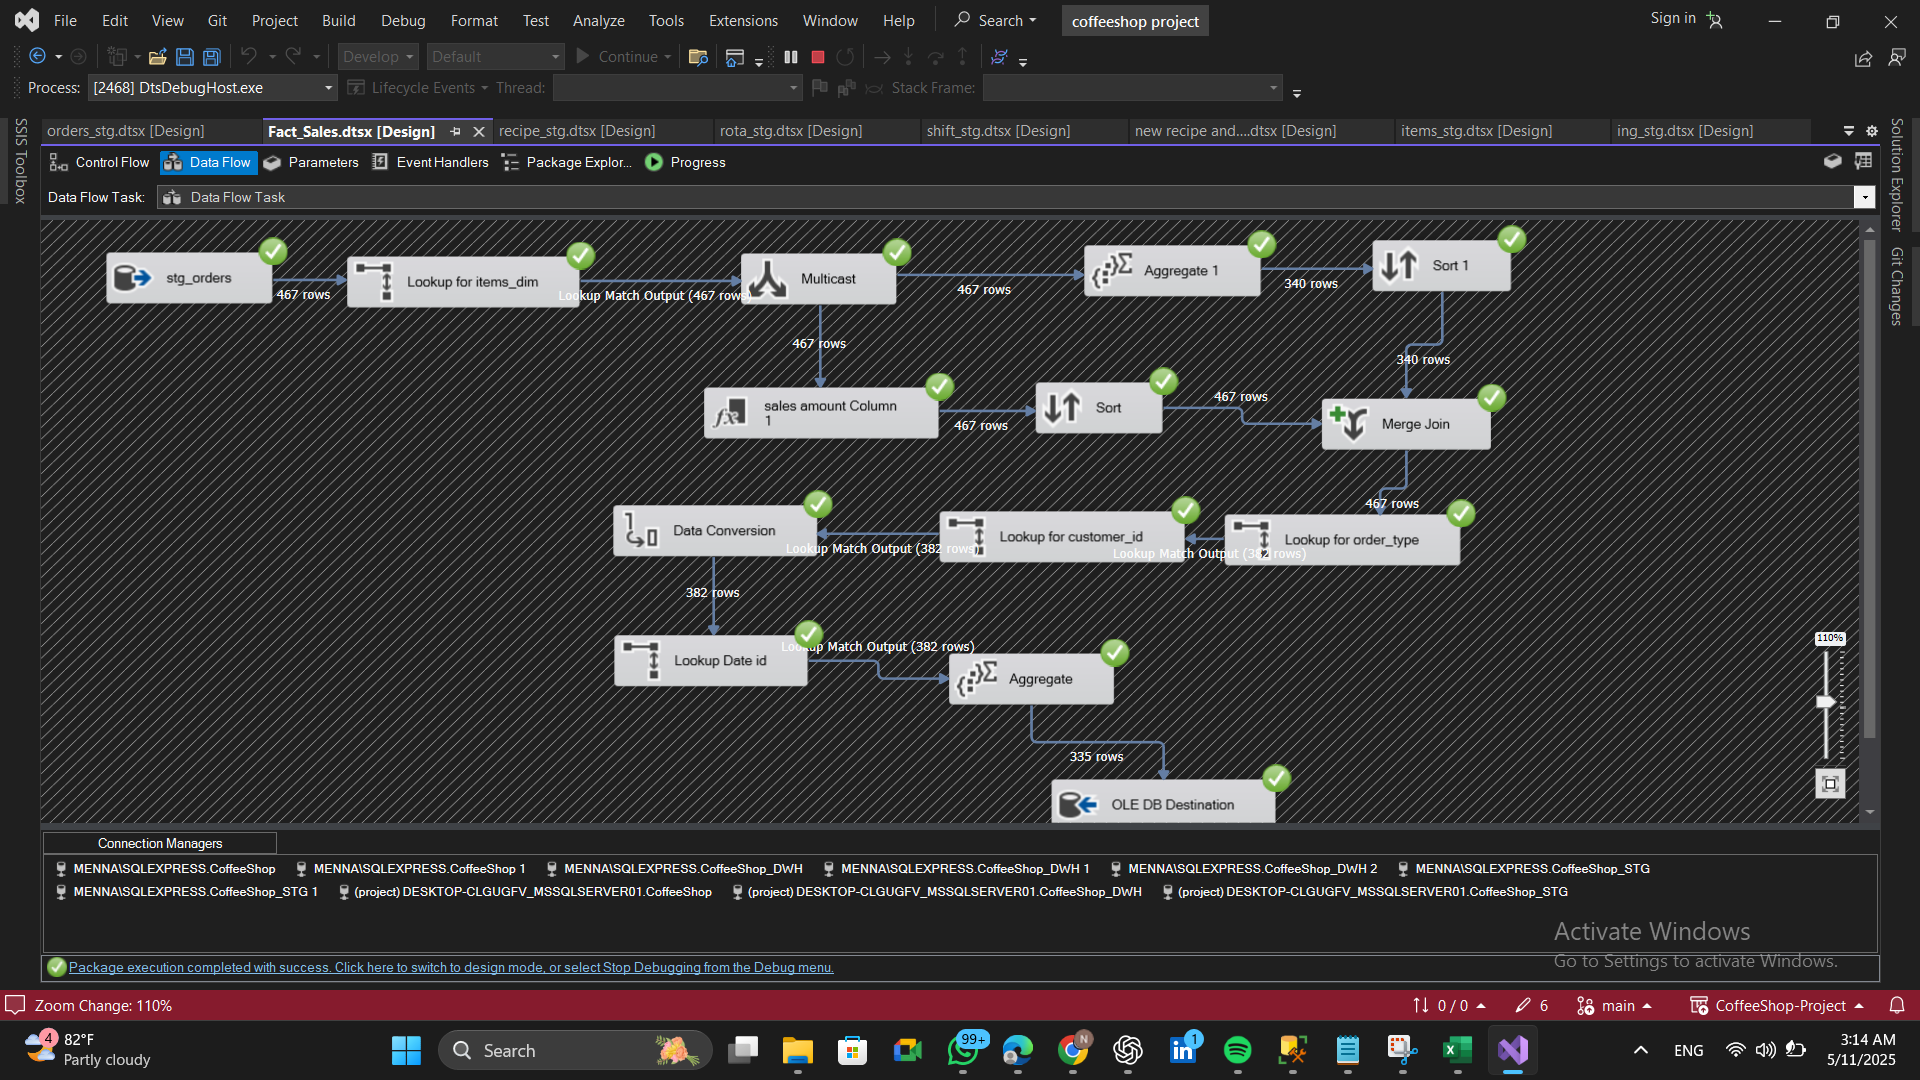 File Edit View Git Project Build Debug Format Test Analyze Tools Extensions Window Help Search coffeeshop project Sign in
Develop Default Continue
Process: [2468] DtsDebugHost.exe Lifecycle Events Thread: Stack Frame:
SSIS Toolbox
orders_stg.dtsx [Design] Fact_Sales.dtsx [Design] recipe_stg.dtsx [Design] rota_stg.dtsx [Design] shift_stg.dtsx [Design] new recipe and....dtsx [Design] items_stg.dtsx [Design] ing_stg.dtsx [Design]
Control Flow Data Flow Parameters Event Handlers Package Explor... Progress
Data Flow Task: Data Flow Task
Solution Explorer
Git Changes
stg_orders
467 rows
Lookup for items_dim
Lookup Match Output (467 rows)
Multicast
467 rows
Aggregate 1
340 rows
Sort 1
467 rows
340 rows
sales amount Column
1
467 rows
Sort
467 rows
Merge Join
467 rows
Data Conversion
Lookup Match Output (382 rows)
Lookup for customer_id
Lookup Match Output (382 rows)
Lookup for order_type
382 rows
Lookup Date id
Lookup Match Output (382 rows)
Aggregate
335 rows
OLE DB Destination
110%
Connection Managers
MENNA\SQLEXPRESS.CoffeeShop MENNA\SQLEXPRESS.CoffeeShop 1 MENNA\SQLEXPRESS.CoffeeShop_DWH MENNA\SQLEXPRESS.CoffeeShop_DWH 1 MENNA\SQLEXPRESS.CoffeeShop_DWH 2 MENNA\SQLEXPRESS.CoffeeShop_STG
MENNA\SQLEXPRESS.CoffeeShop_STG 1 (project) DESKTOP-CLGUGFV_MSSQLSERVER01.CoffeeShop (project) DESKTOP-CLGUGFV_MSSQLSERVER01.CoffeeShop_DWH (project) DESKTOP-CLGUGFV_MSSQLSERVER01.CoffeeShop_STG
Activate Windows
Go to Settings to activate Windows.
Package execution completed with success. Click here to switch to design mode, or select Stop Debugging from the Debug menu.
Zoom Change: 110% 0 / 0 6 main CoffeeShop-Project
4 82°F
Partly cloudy
Search
99+
N
1
ENG
3:14 AM
5/11/2025